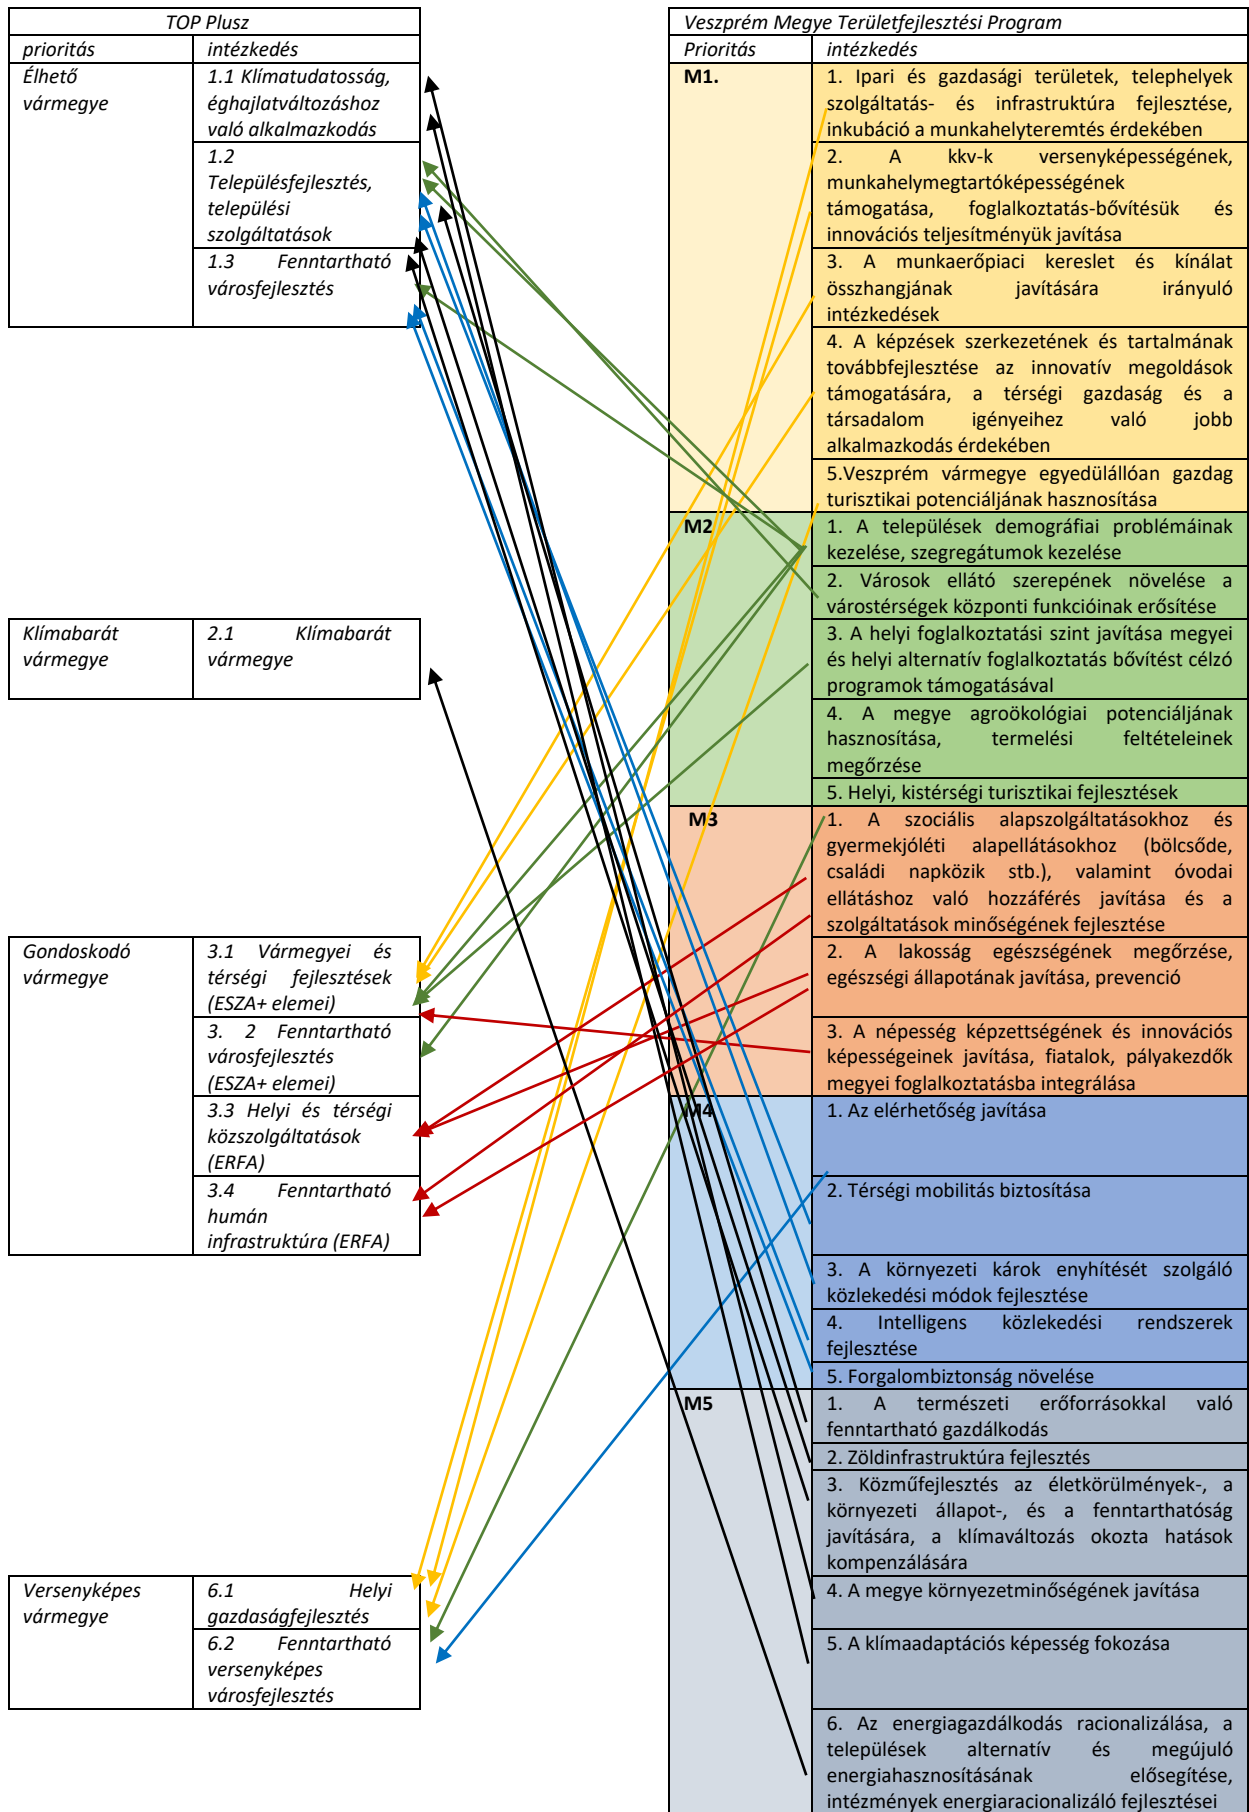 TOP Plusz
prioritás
intézkedés
Élhető
vármegye
1.1 Klímatudatosság,
éghajlatváltozáshoz
való alkalmazkodás
1.2
Településfejlesztés,
települési
szolgáltatások
1.3 Fenntartható
városfejlesztés
Klímabarát
vármegye
2.1 Klímabarát
vármegye
Gondoskodó
vármegye
3.1 Vármegyei és
térségi fejlesztések
(ESZA+ elemei)
3. 2 Fenntartható
városfejlesztés
(ESZA+ elemei)
3.3 Helyi és térségi
közszolgáltatások
(ERFA)
3.4 Fenntartható
humán
infrastruktúra (ERFA)
Versenyképes
vármegye
6.1 Helyi
gazdaságfejlesztés
6.2 Fenntartható
versenyképes
városfejlesztés
Veszprém Megye Területfejlesztési Program
Prioritás
intézkedés
M1.
1. Ipari és gazdasági területek, telephelyek
szolgáltatás- és infrastruktúra fejlesztése,
inkubáció a munkahelyteremtés érdekében
2. A kkv-k versenyképességének,
munkahelymegtartóképességének
támogatása, foglalkoztatás-bővítésük és
innovációs teljesítményük javítása
3. A munkaerőpiaci kereslet és kínálat
összhangjának javítására irányuló
intézkedések
4. A képzések szerkezetének és tartalmának
továbbfejlesztése az innovatív megoldások
támogatására, a térségi gazdaság és a
társadalom igényeihez való jobb
alkalmazkodás érdekében
5.Veszprém vármegye egyedülállóan gazdag
turisztikai potenciáljának hasznosítása
M2
1. A települések demográfiai problémáinak
kezelése, szegregátumok kezelése
2. Városok ellátó szerepének növelése a
várostérségek központi funkcióinak erősítése
3. A helyi foglalkoztatási szint javítása megyei
és helyi alternatív foglalkoztatás bővítést célzó
programok támogatásával
4. A megye agroökológiai potenciáljának
hasznosítása, termelési feltételeinek
megőrzése
5. Helyi, kistérségi turisztikai fejlesztések
M3
1. A szociális alapszolgáltatásokhoz és
gyermekjóléti alapellátásokhoz (bölcsőde,
családi napközik stb.), valamint óvodai
ellátáshoz való hozzáférés javítása és a
szolgáltatások minőségének fejlesztése
2. A lakosság egészségének megőrzése,
egészségi állapotának javítása, prevenció
3. A népesség képzettségének és innovációs
képességeinek javítása, fiatalok, pályakezdők
megyei foglalkoztatásba integrálása
M4
1. Az elérhetőség javítása
2. Térségi mobilitás biztosítása
3. A környezeti károk enyhítését szolgáló
közlekedési módok fejlesztése
4. Intelligens közlekedési rendszerek
fejlesztése
5. Forgalombiztonság növelése
M5
1. A természeti erőforrásokkal való
fenntartható gazdálkodás
2. Zöldinfrastruktúra fejlesztés
3. Közműfejlesztés az életkörülmények-, a
környezeti állapot-, és a fenntarthatóság
javítására, a klímaváltozás okozta hatások
kompenzálására
4. A megye környezetminőségének javítása
5. A klímaadaptációs képesség fokozása
6. Az energiagazdálkodás racionalizálása, a
települések alternatív és megújuló
energiahasznosításának elősegítése,
intézmények energiaracionalizáló fejlesztései